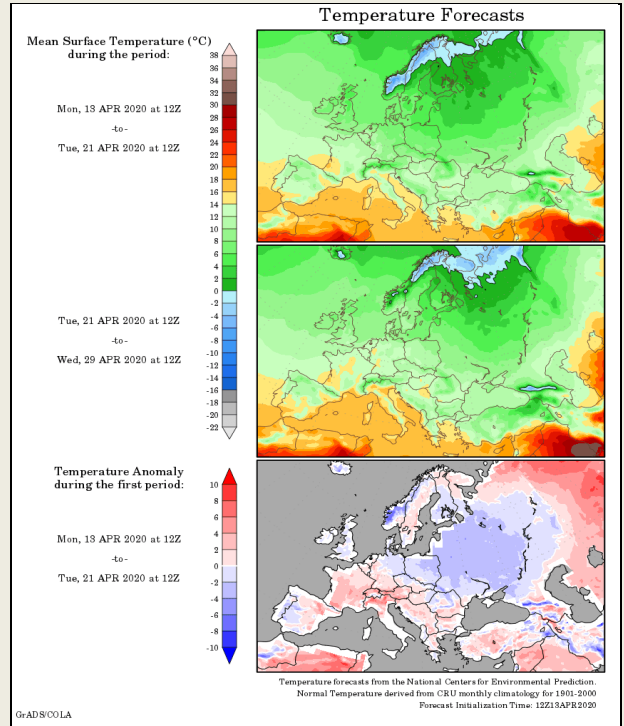 Temperature Forecasts
Mean Surface Temperature (°C)
during the period:
38
36
34
32
30
28
26
24
22
20
18
16
14
12
10
8
6
4
2
0
-2
-4
-6
-8
-10
-12
-14
-16
-18
-20
-22
Mon, 13 APR 2020 at 12Z
-to-
Tue, 21 APR 2020 at 12Z
Tue, 21 APR 2020 at 12Z
-to-
Wed, 29 APR 2020 at 12Z
Temperature Anomaly
during the first period:
10
8
6
4
2
0
-2
-4
-6
-8
-10
Mon, 13 APR 2020 at 12Z
-to-
Tue, 21 APR 2020 at 12Z
Temperature forecasts from the National Centers for Environmental Prediction.
Normal Temperature derived from CRU monthly climatology for 1901-2000
Forecast Initialization Time: 12Z13APR2020
GrADS/COLA